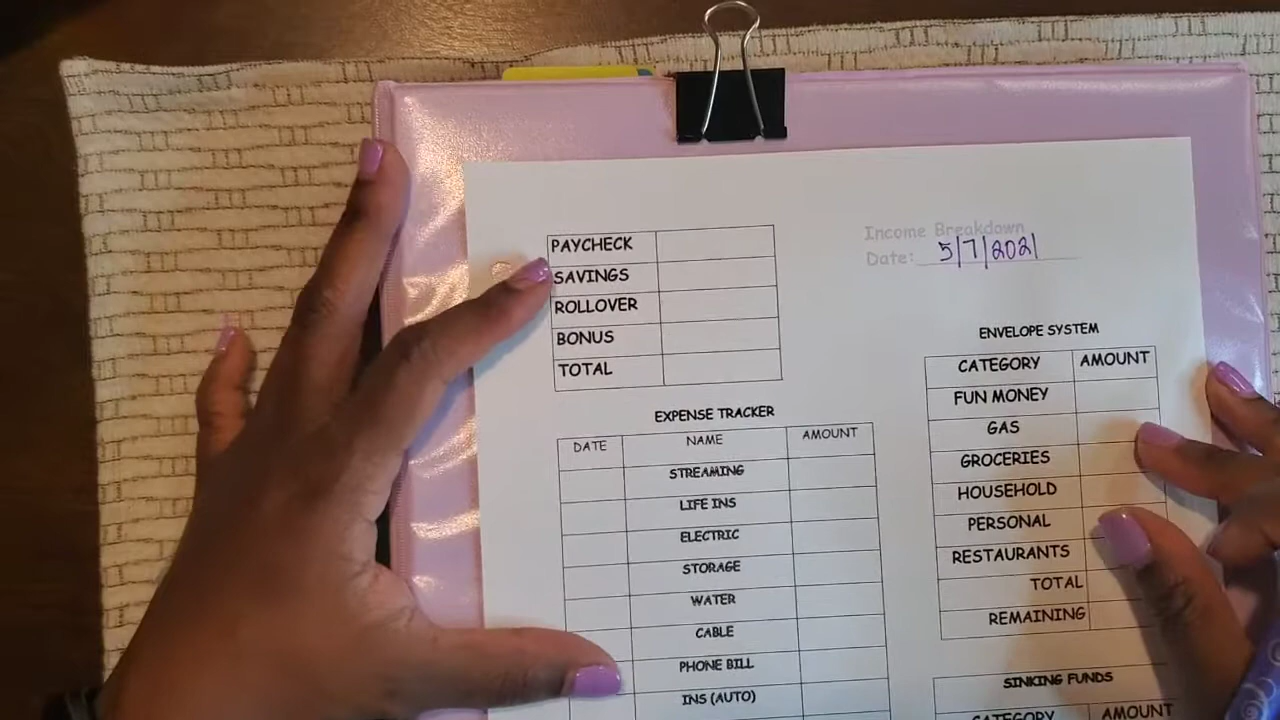 PAYCHECK
SAVINGS
ROLLOVER
BONUS
TOTAL
Income Breakdown
Date: 5/7/2021
EXPENSE TRACKER
DATE NAME AMOUNT
STREAMING
LIFE INS
ELECTRIC
STORAGE
WATER
CABLE
PHONE BILL
INS (AUTO)
ENVELOPE SYSTEM
CATEGORY AMOUNT
FUN MONEY
GAS
GROCERIES
HOUSEHOLD
PERSONAL
RESTAURANTS
TOTAL
REMAINING
SINKING FUNDS
CATEGORY AMOUNT